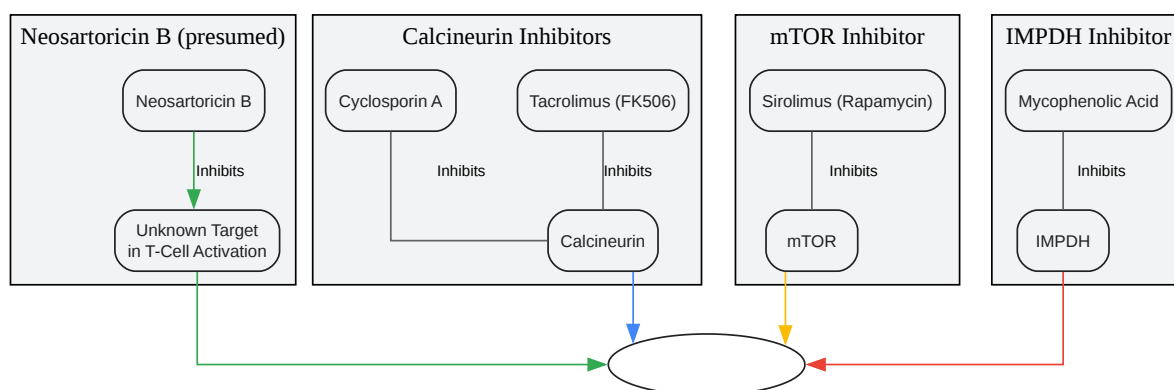 Neosartoricin B (presumed)
Neosartoricin B
Inhibits
Unknown Target
in T-Cell Activation
Calcineurin Inhibitors
Cyclosporin A
Tacrolimus (FK506)
Inhibits
Inhibits
Calcineurin
mTOR Inhibitor
Sirolimus (Rapamycin)
Inhibits
mTOR
IMPDH Inhibitor
Mycophenolic Acid
Inhibits
IMPDH